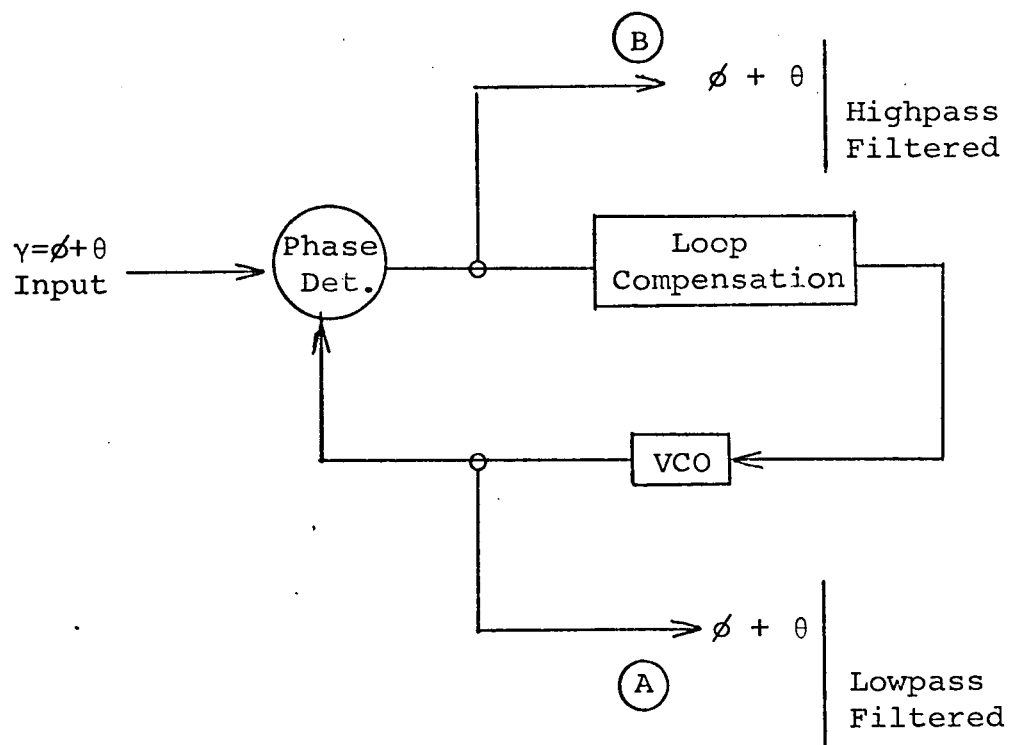 B
ϕ + θ
Highpass
Filtered
γ=ϕ+θ
Input
Phase
Det.
Loop
Compensation
VCO
ϕ + θ
A
Lowpass
Filtered